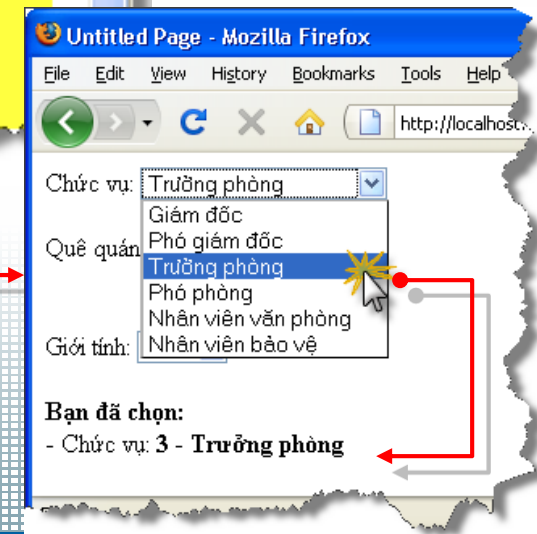 Untitled Page - Mozilla Firefox
File Edit View History Bookmarks Tools Help
http://localhost
Chức vụ: Trưởng phòng
Giám đốc
Phó giám đốc
Quê quán
Trưởng phòng
Phó phòng
Nhân viên văn phòng
Giới tính:
Nhân viên bảo vệ
Bạn đã chọn:
- Chức vụ: 3 - Trưởng phòng